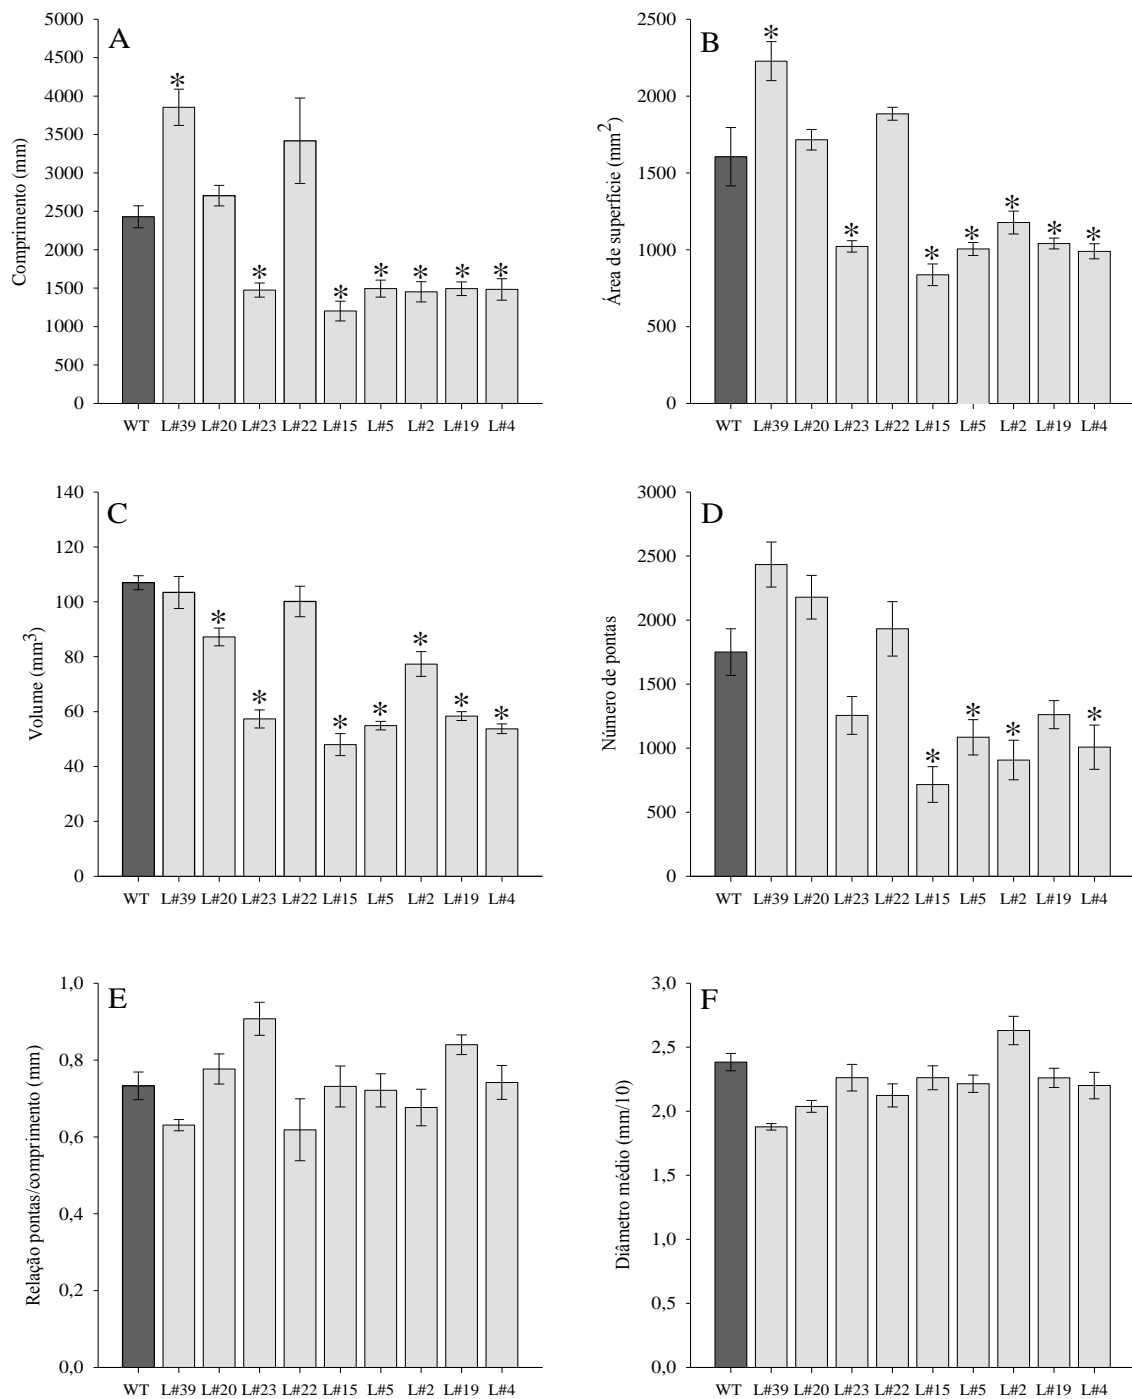 A
Comprimento (mm)
5000
4500
4000
3500
3000
2500
2000
1500
1000
500
0
* * * * * * *
WT L#39 L#20 L#23 L#22 L#15 L#5 L#2 L#19 L#4
B
Área de superfície (mm2)
2500
2000
1500
1000
500
0
* * * * * * *
WT L#39 L#20 L#23 L#22 L#15 L#5 L#2 L#19 L#4
C
Volume (mm3)
140
120
100
80
60
40
20
0
* * * * * * *
WT L#39 L#20 L#23 L#22 L#15 L#5 L#2 L#19 L#4
D
Número de pontas
3000
2500
2000
1500
1000
500
0
* * * *
WT L#39 L#20 L#23 L#22 L#15 L#5 L#2 L#19 L#4
E
Relação pontas/comprimento (mm)
1,0
0,8
0,6
0,4
0,2
0,0
WT L#39 L#20 L#23 L#22 L#15 L#5 L#2 L#19 L#4
F
Diâmetro médio (mm/10)
3,0
2,5
2,0
1,5
1,0
0,5
0,0
WT L#39 L#20 L#23 L#22 L#15 L#5 L#2 L#19 L#4